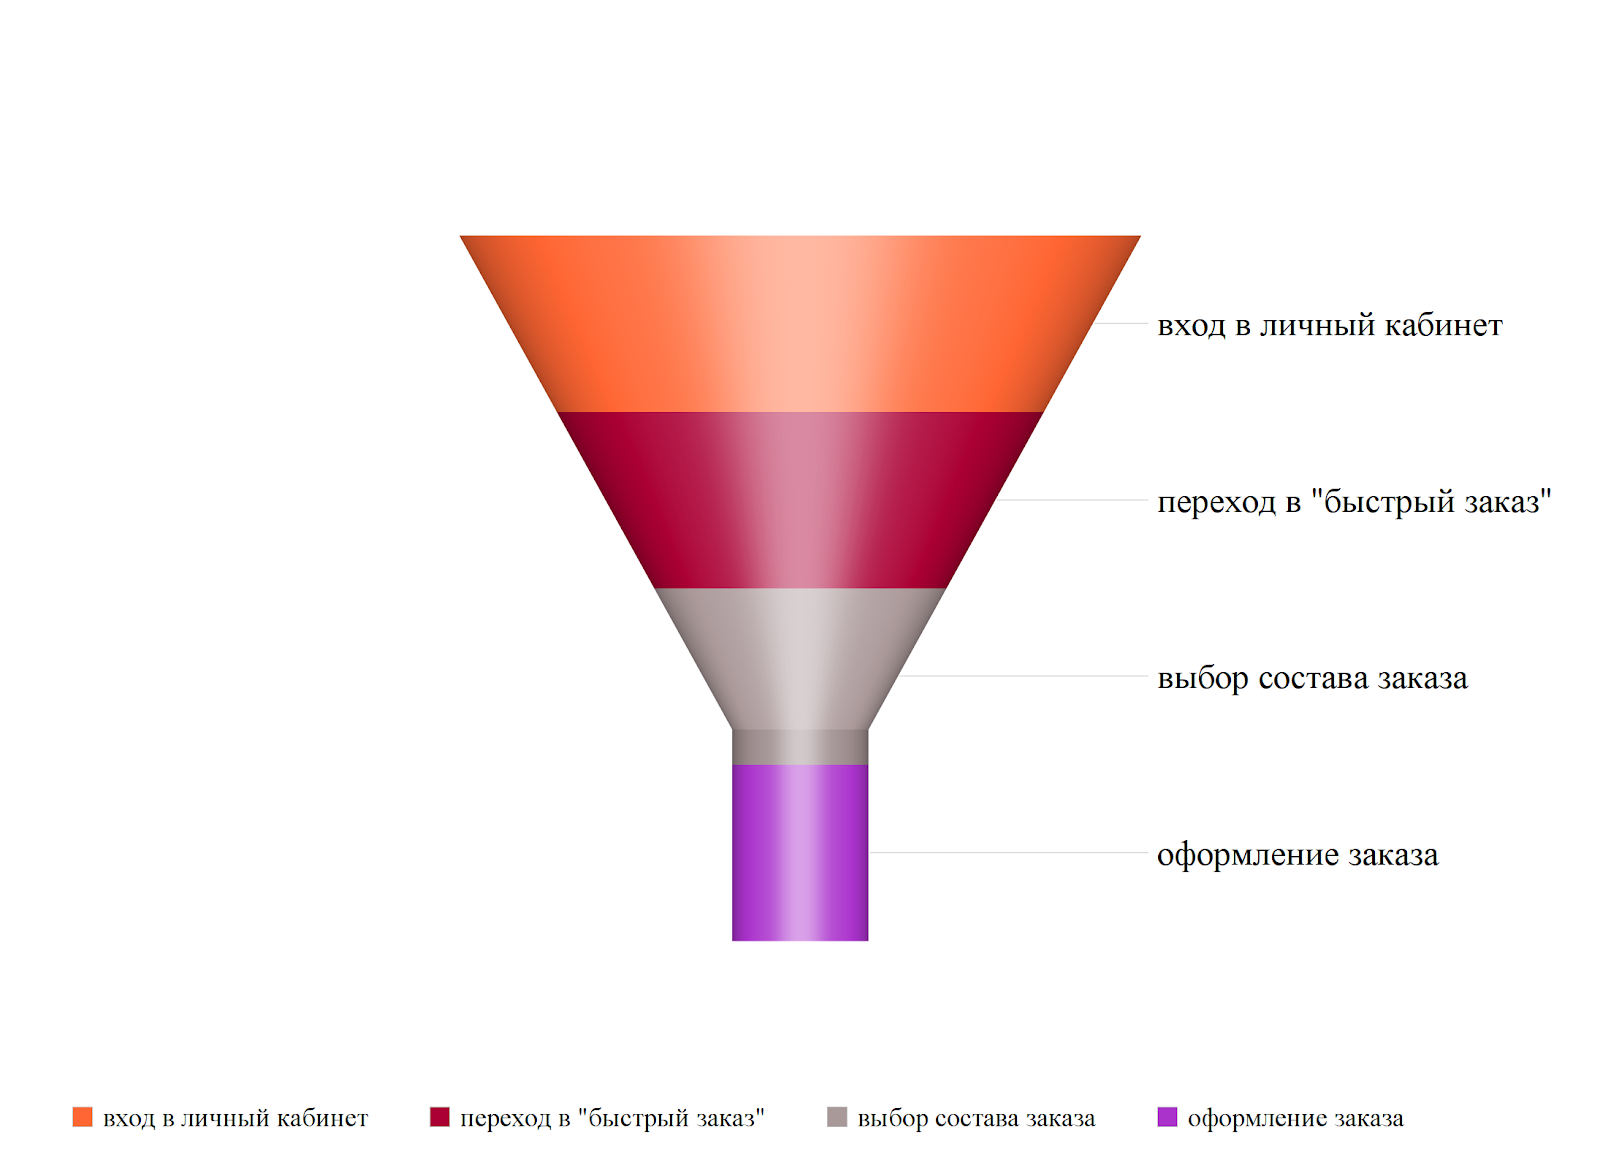 вход в личный кабинет
переход в "быстрый заказ"
выбор состава заказа
оформление заказа
вход в личный кабинет переход в "быстрый заказ" выбор состава заказа оформление заказа